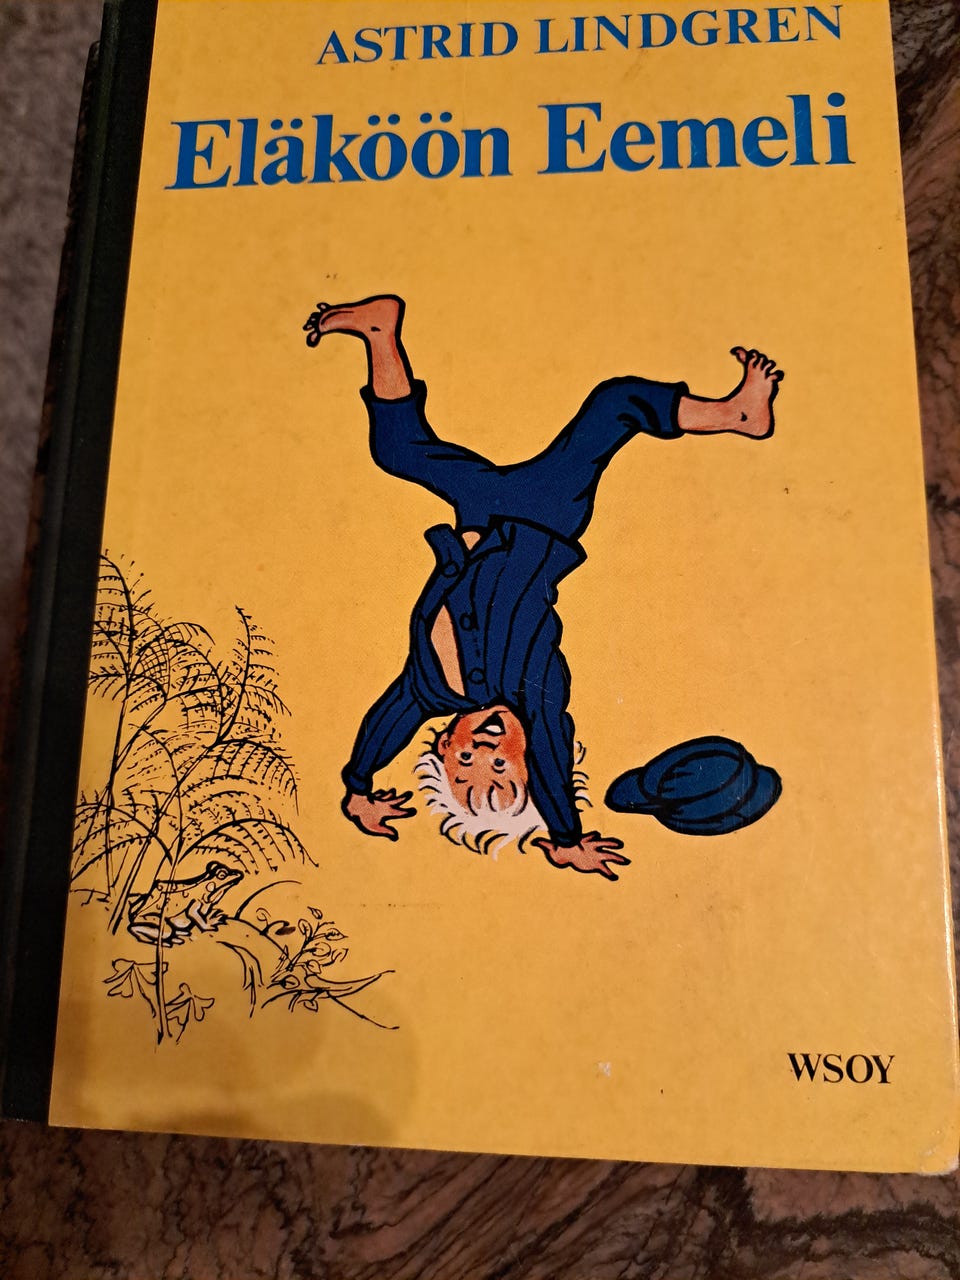 ASTRID LINDGREN
Eläköön Eemeli
WSOY